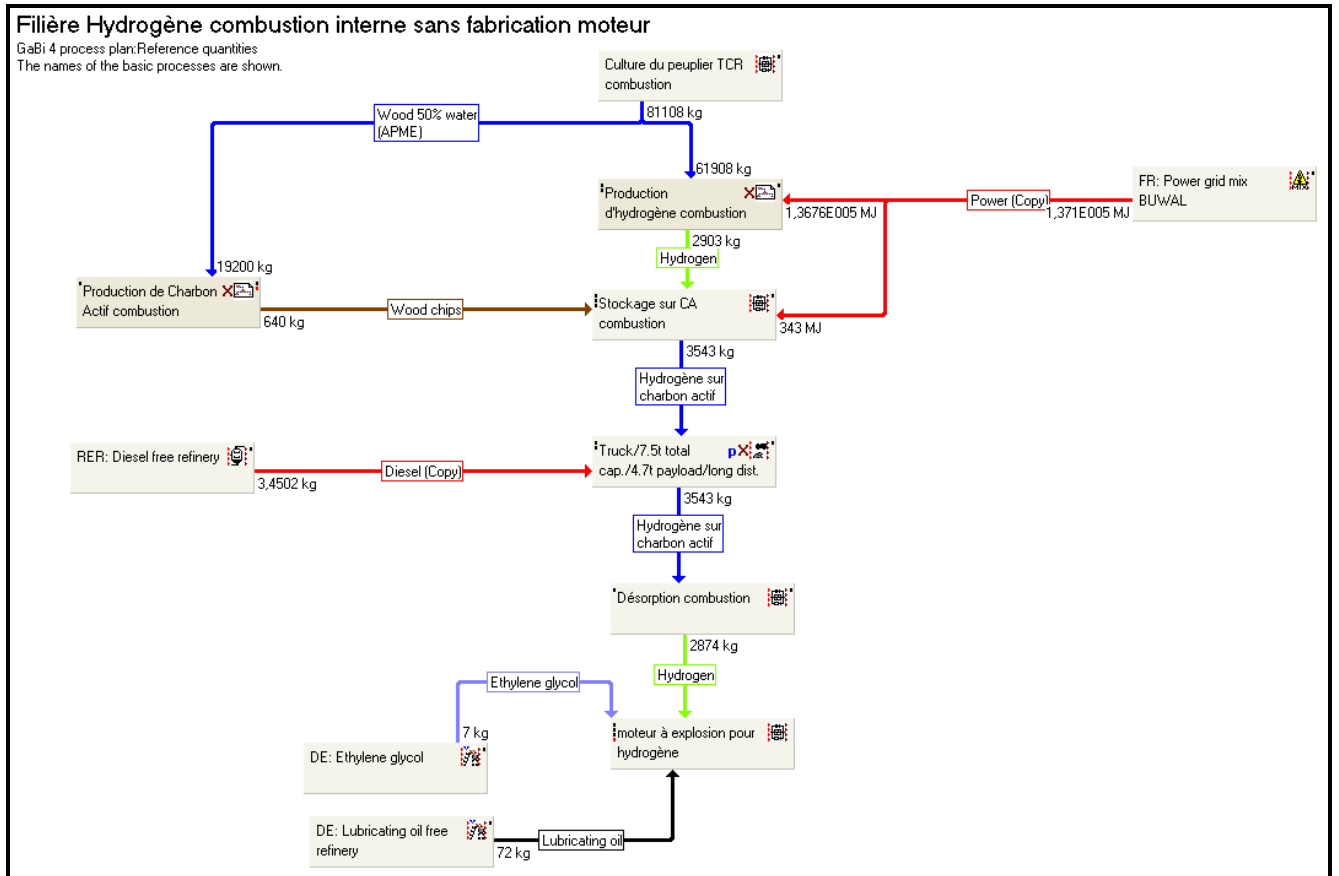 Filière Hydrogène combustion interne sans fabrication moteur
GaBi 4 process plan:Reference quantities
The names of the basic processes are shown.
Culture du peuplier TCR
combustion
81108 kg
Wood 50% water
(APME)
61908 kg
Production
d'hydrogène combustion
1,3676E005 MJ
Power (Copy)
1,371E005 MJ
FR: Power grid mix
BUWAL
2903 kg
Hydrogen
19200 kg
Production de Charbon
Actif combustion
640 kg
Wood chips
Stockage sur CA
combustion
343 MJ
3543 kg
Hydrogène sur
charbon actif
RER: Diesel free refinery
3,4502 kg
Diesel (Copy)
Truck/7.5t total
cap./4.7t payload/long dist.
pX
3543 kg
Hydrogène sur
charbon actif
Désorption combustion
2874 kg
Hydrogen
Ethylene glycol
7 kg
DE: Ethylene glycol
moteur à explosion pour
hydrogène
DE: Lubricating oil free
refinery
72 kg
Lubricating oil